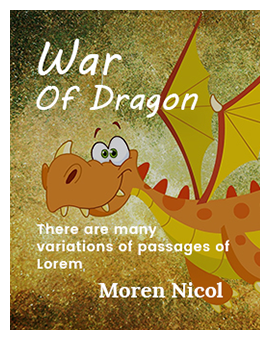 War
Of Dragon
There are many
variations of passages of
Lorem,
Moren Nicol